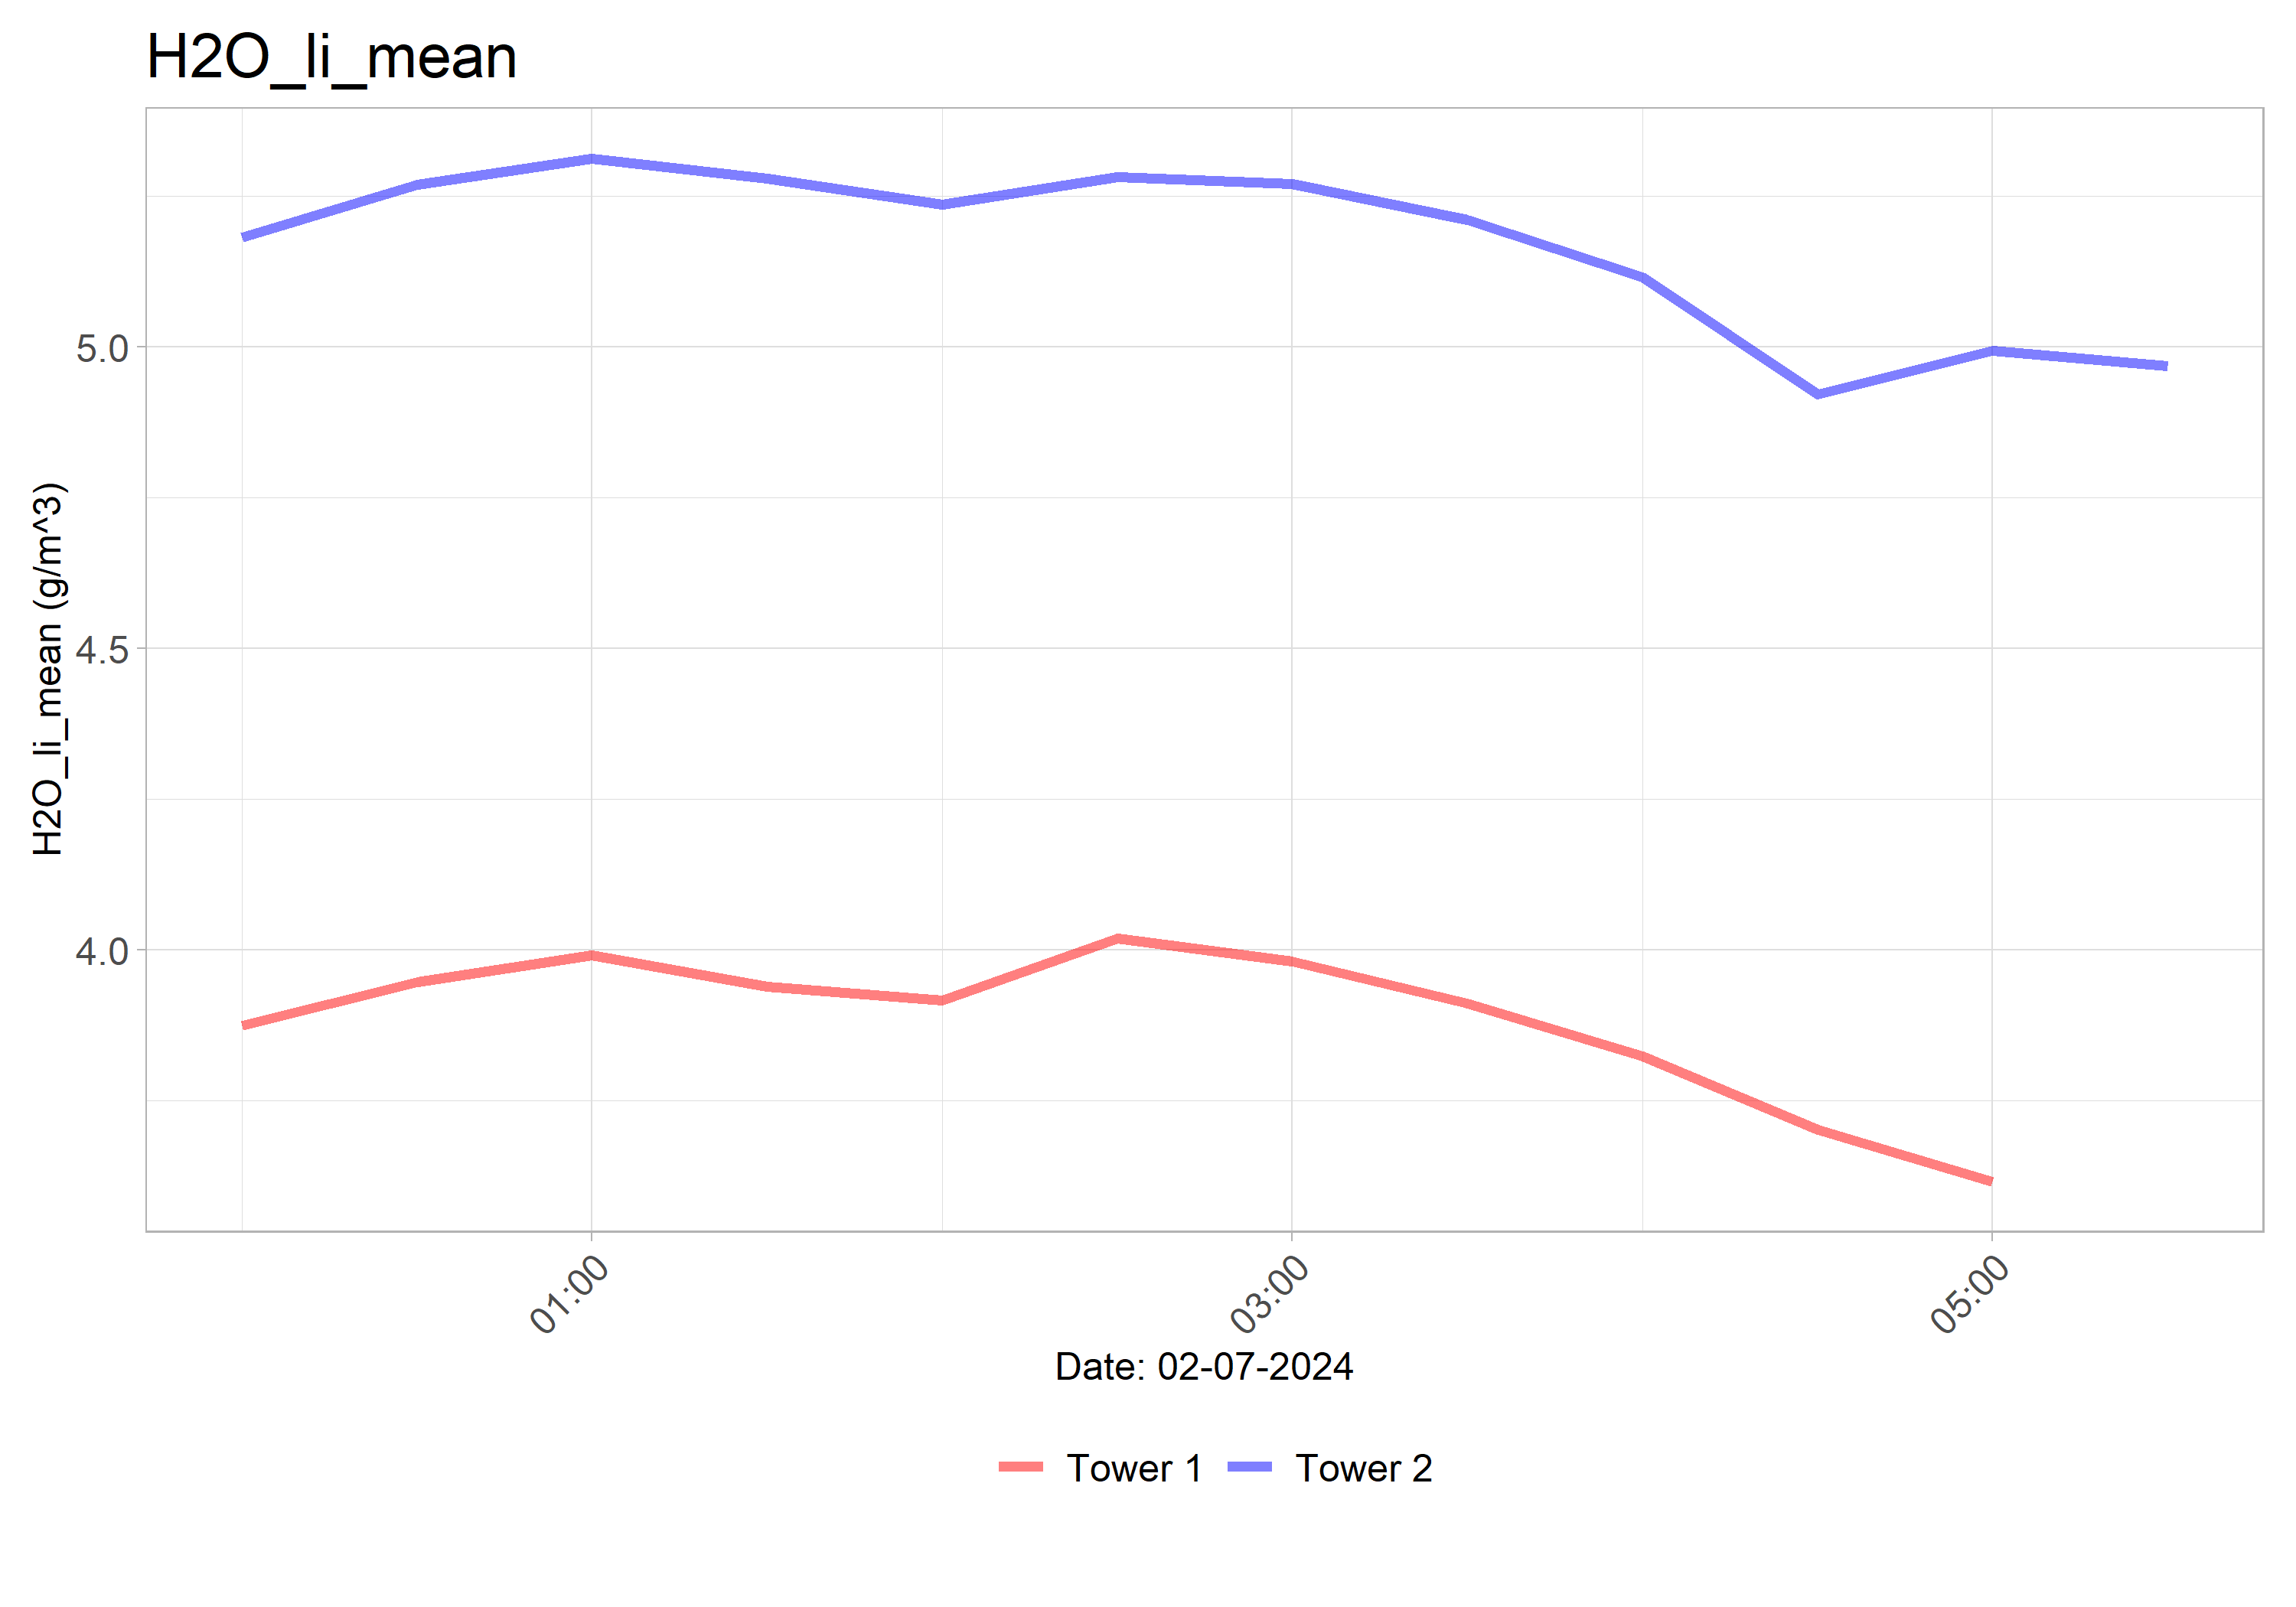 H2O_li_mean
H2O_li_mean (g/m^3)
5.0
4.5
4.0
01:00
03:00
05:00
Date: 02-07-2024
Tower 1
Tower 2